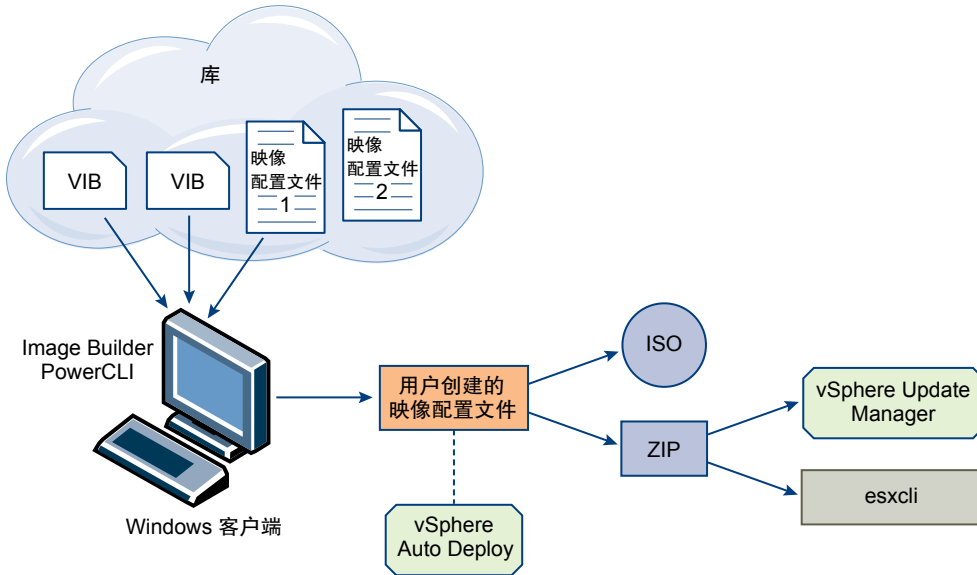 库
VIB
VIB
映像
配置文件
1
映像
配置文件
2
Image Builder
PowerCLI
Windows 客户端
用户创建的
映像配置文件
vSphere
Auto Deploy
ISO
ZIP
vSphere Update
Manager
esxcli